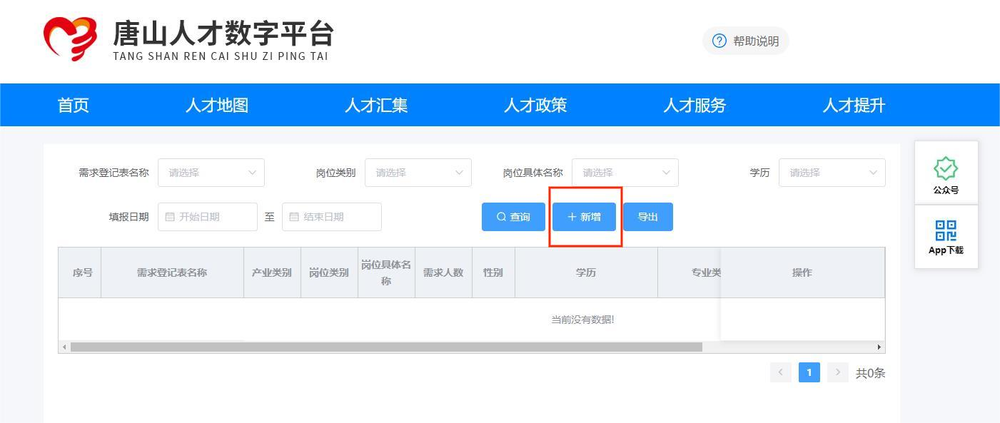 唐山人才数字平台
TANG SHAN REN CAI SHU ZI PING TAI
帮助说明
首页 人才地图 人才汇集 人才政策 人才服务 人才提升
需求登记表名称 请选择 岗位类别 请选择 岗位具体名称 请选择 学历 请选择
填报日期 开始日期 至 结束日期 查询 新增 导出
序号 需求登记表名称 产业类别 岗位类别 岗位具体名称 需求人数 性别 学历 专业类 操作
当前没有数据!
1 共0条
公众号
App下载